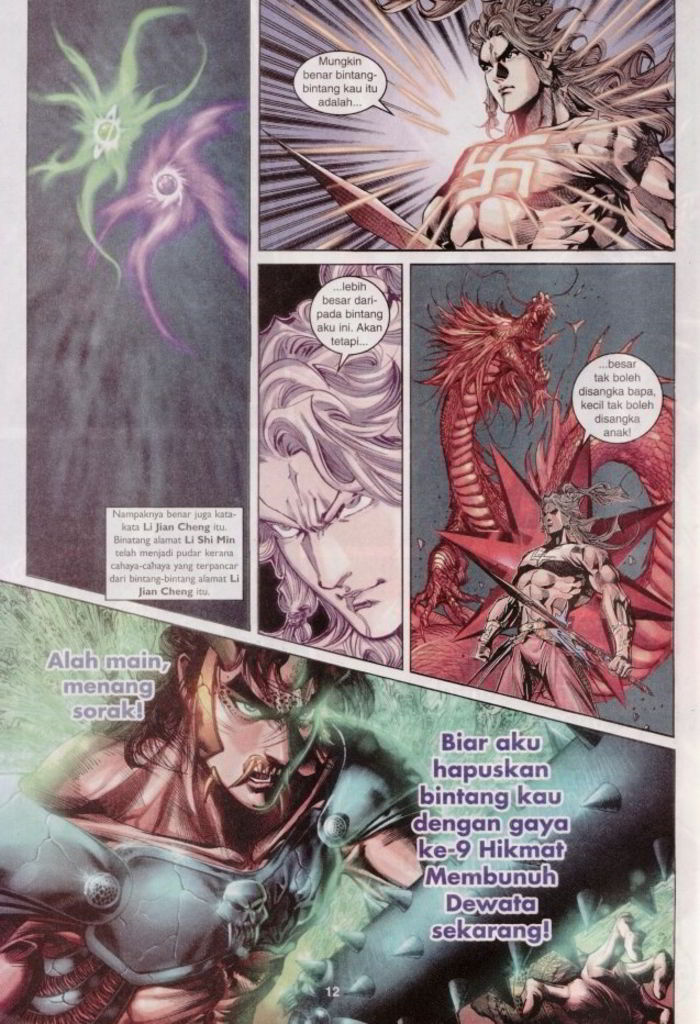 Nampaknya benar juga kata-
kata Li Jian Cheng itu.
Binatang alamat Li Shi Min
telah menjadi pudar kerana
cahaya-cahaya yang terpancar
dari bintang-bintang alamat Li
Jian Cheng itu.
Mungkin
benar bintang-
bintang kau itu
adalah...
...lebih
besar dari-
pada bintang
aku ini. Akan
tetapi...
...besar
tak boleh
disangka bapa,
kecil tak boleh
disangka
anak!
Alah main,
menang
sorak!
Biar aku
hapuskan
bintang kau
dengan gaya
ke-9 Hikmat
Membunuh
Dewata
sekarang!
12